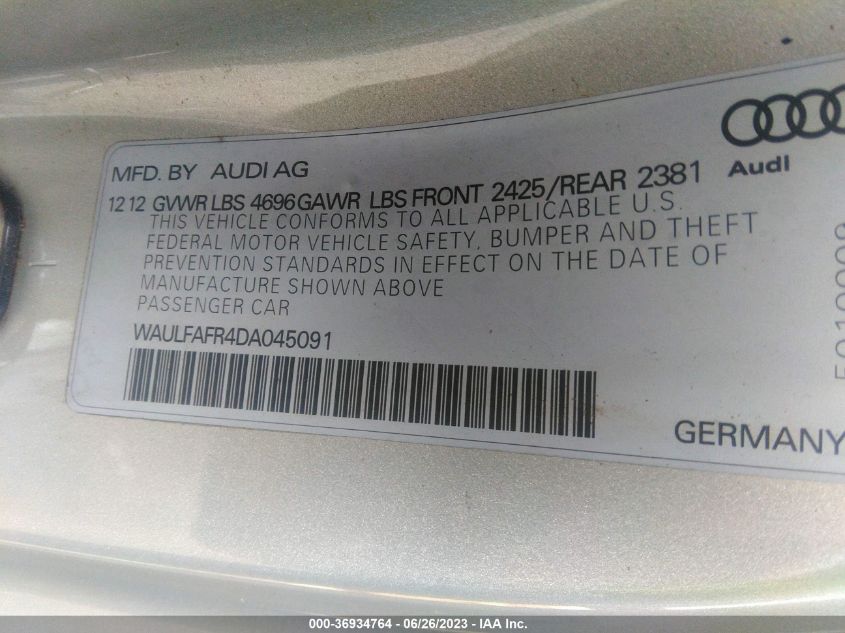 MFD. BY AUDI AG
Audi
12 12 GVWR LBS 4696 GAWR LBS FRONT 2425/REAR 2381
THIS VEHICLE CONFORMS TO ALL APPLICABLE U.S.
FEDERAL MOTOR VEHICLE SAFETY, BUMPER AND THEFT
PREVENTION STANDARDS IN EFFECT ON THE DATE OF
MANUFACTURE SHOWN ABOVE
PASSENGER CAR
WAULFAFR4DA045091
GERMANY
000-36934764 - 06/26/2023 - IAA Inc.